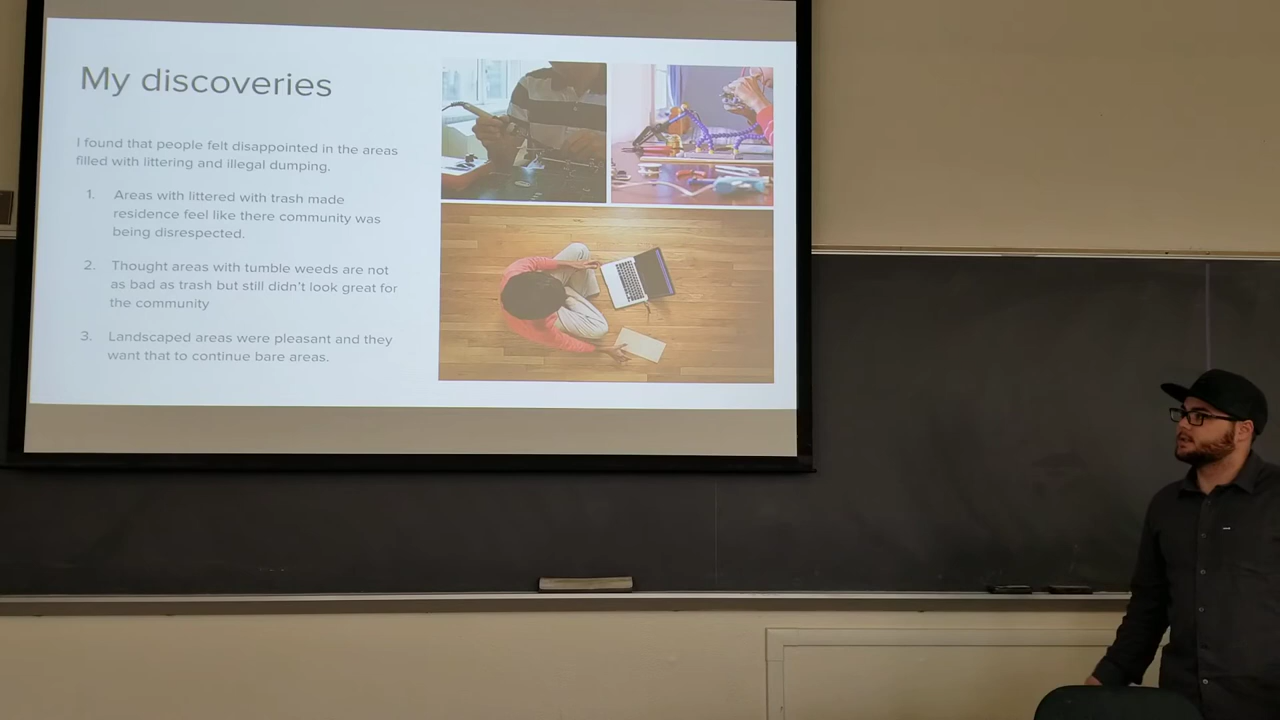 My discoveries
I found that people felt disappointed in the areas
filled with littering and illegal dumping.
1. Areas with littered with trash made
residence feel like there community was
being disrespected.
2. Thought areas with tumble weeds are not
as bad as trash but still didn't look great for
the community
3. Landscaped areas were pleasant and they
want that to continue bare areas.